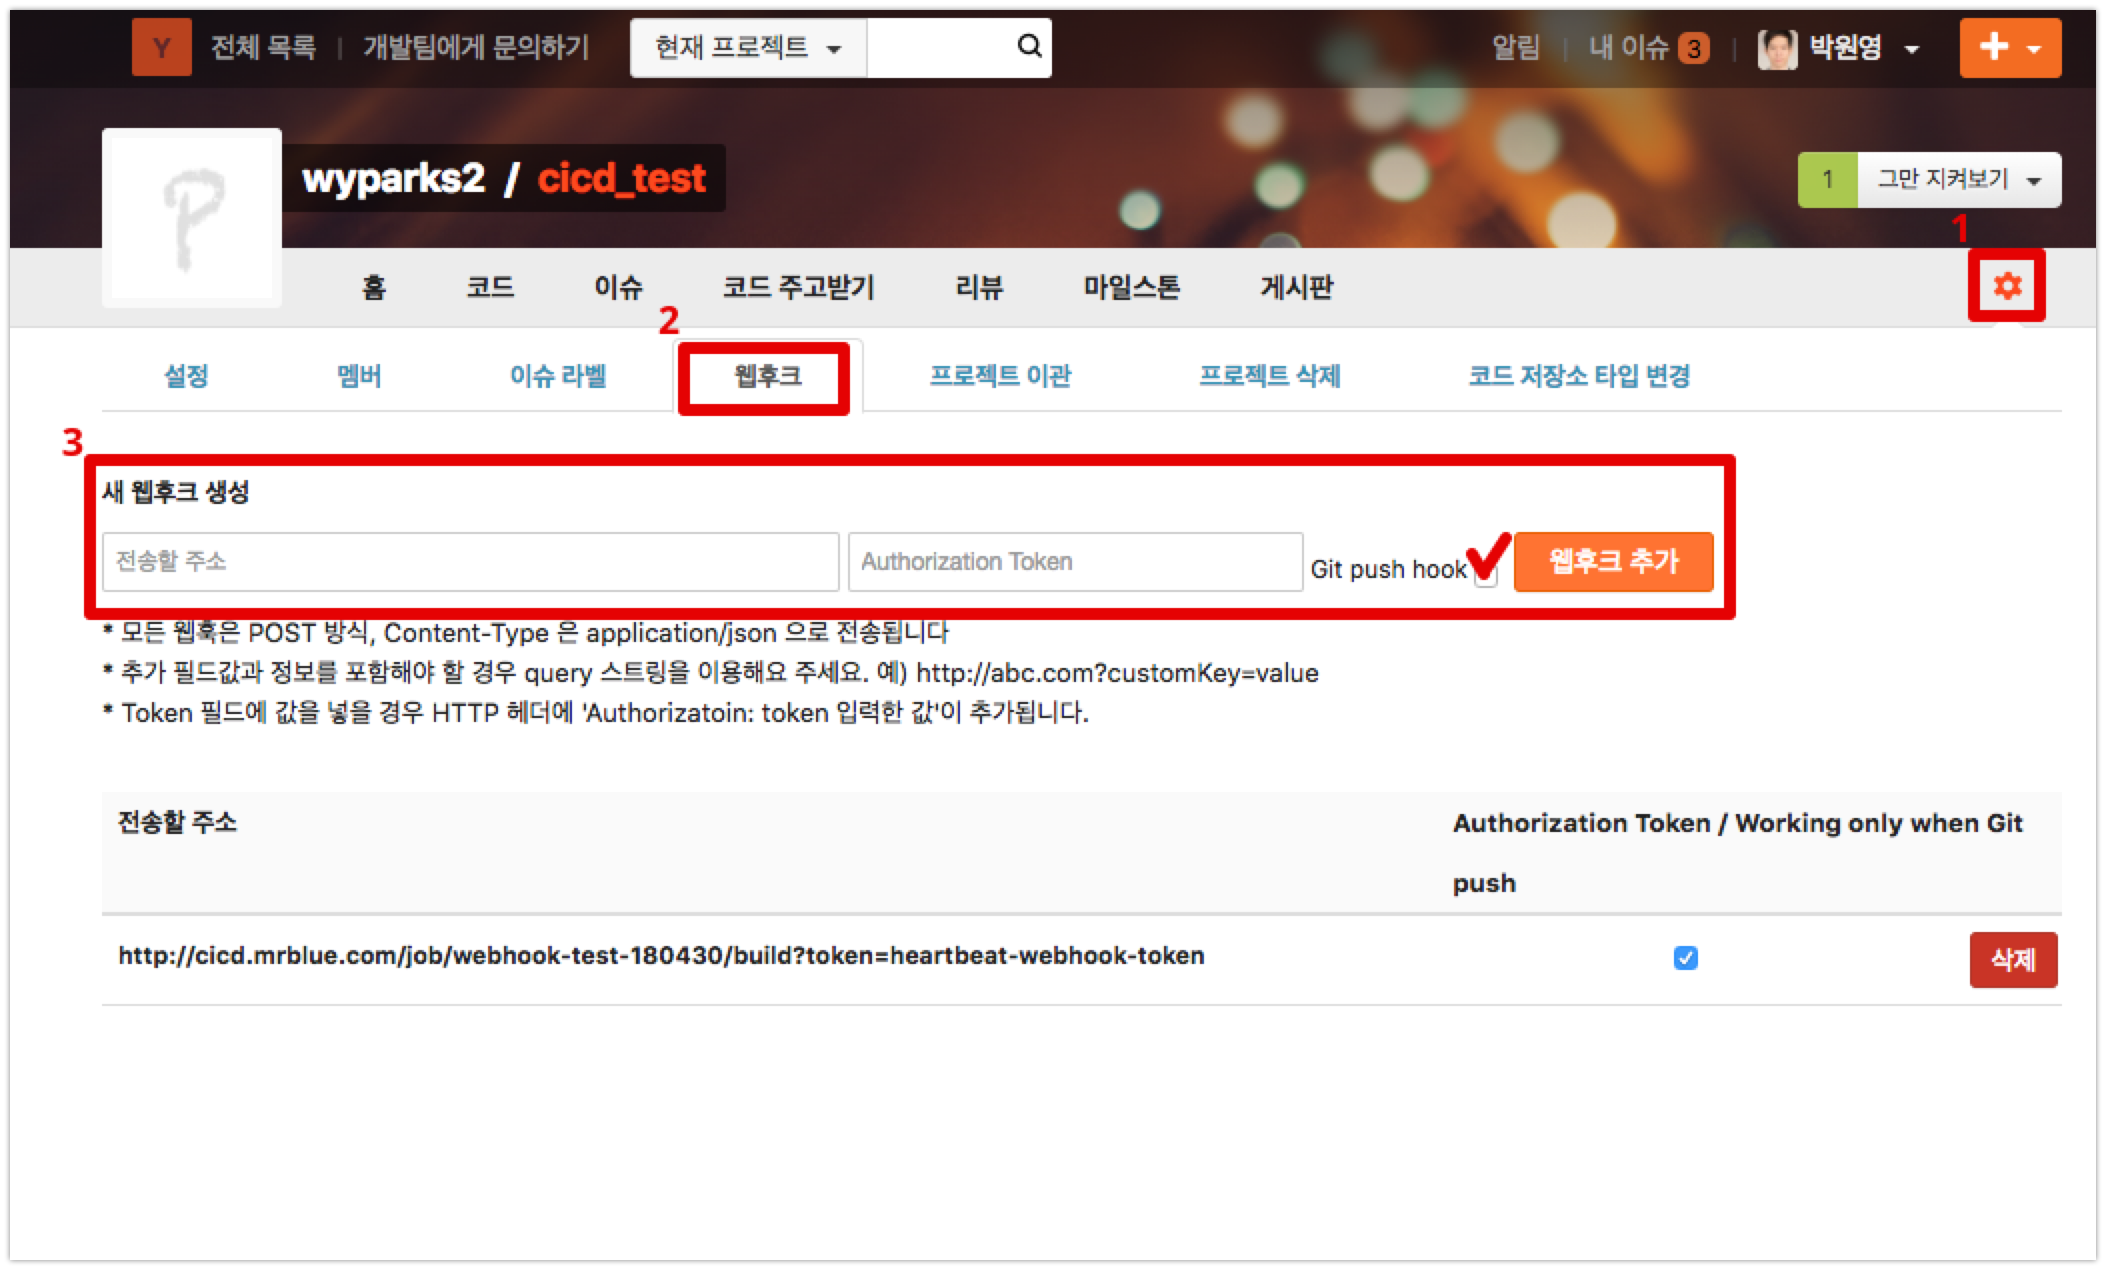 Y 전체 목록 | 개발팀에게 문의하기 현재 프로젝트 알림 | 내 이슈 3 | 박원영 +
P wyparks2 / cicd_test 1 그만 지켜보기
1
홈 코드 이슈 코드 주고받기 리뷰 마일스톤 게시판
2
설정 멤버 이슈 라벨 웹후크 프로젝트 이관 프로젝트 삭제 코드 저장소 타입 변경
3
새 웹후크 생성
전송할 주소 Authorization Token Git push hook 웹후크 추가
* 모든 웹훅은 POST 방식, Content-Type 은 application/json 으로 전송됩니다
* 추가 필드값과 정보를 포함해야 할 경우 query 스트링을 이용해요 주세요. 예) http://abc.com?customKey=value
* Token 필드에 값을 넣을 경우 HTTP 헤더에 'Authorizatoin: token 입력한 값'이 추가됩니다.
전송할 주소 Authorization Token / Working only when Git
push
http://cicd.mrblue.com/job/webhook-test-180430/build?token=heartbeat-webhook-token 삭제